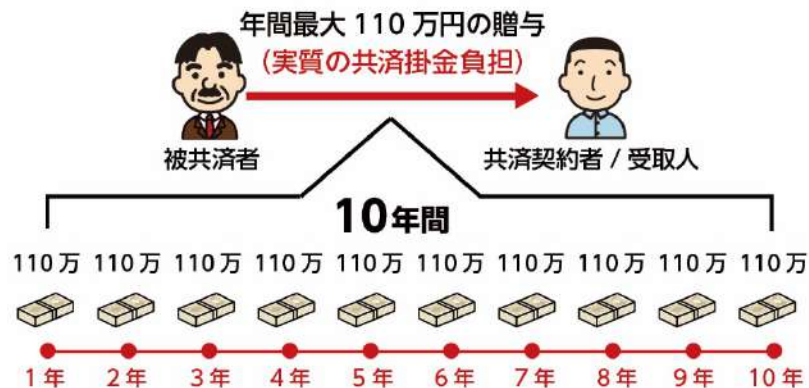 年間最大110万円の贈与
（実質の共済掛金負担）
被共済者
共済契約者 / 受取人
10年間
110万 110万 110万 110万 110万 110万 110万 110万 110万 110万
1年 2年 3年 4年 5年 6年 7年 8年 9年 10年